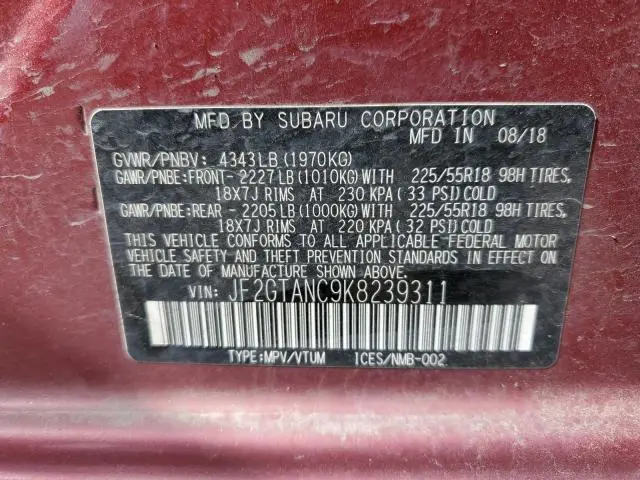 MFD BY SUBARU CORPORATION
MFD IN 08/18
GVWR/PNBV: 4343LB(1970KG)
GAWR/PNBE:FRONT- 2227LB(1010KG)WITH 225/55R18 98H TIRES,
18X7J RIMS AT 230 KPA( 33 PSI)COLD
GAWR/PNBE:REAR - 2205LB(1000KG)WITH 225/55R18 98H TIRES,
18X7J RIMS AT 220 KPA( 32 PSI)COLD
THIS VEHICLE CONFORMS TO ALL APPLICABLE FEDERAL MOTOR
VEHICLE SAFETY, BUMPER, AND THEFT PREVENTION STANDARDS IN EFFECT
ON THE DATE OF MANUFACTURE SHOWN ABOVE.
VIN: JF2GTANC9K8239311
TYPE:MPV/VTUM ICES/NMB-002